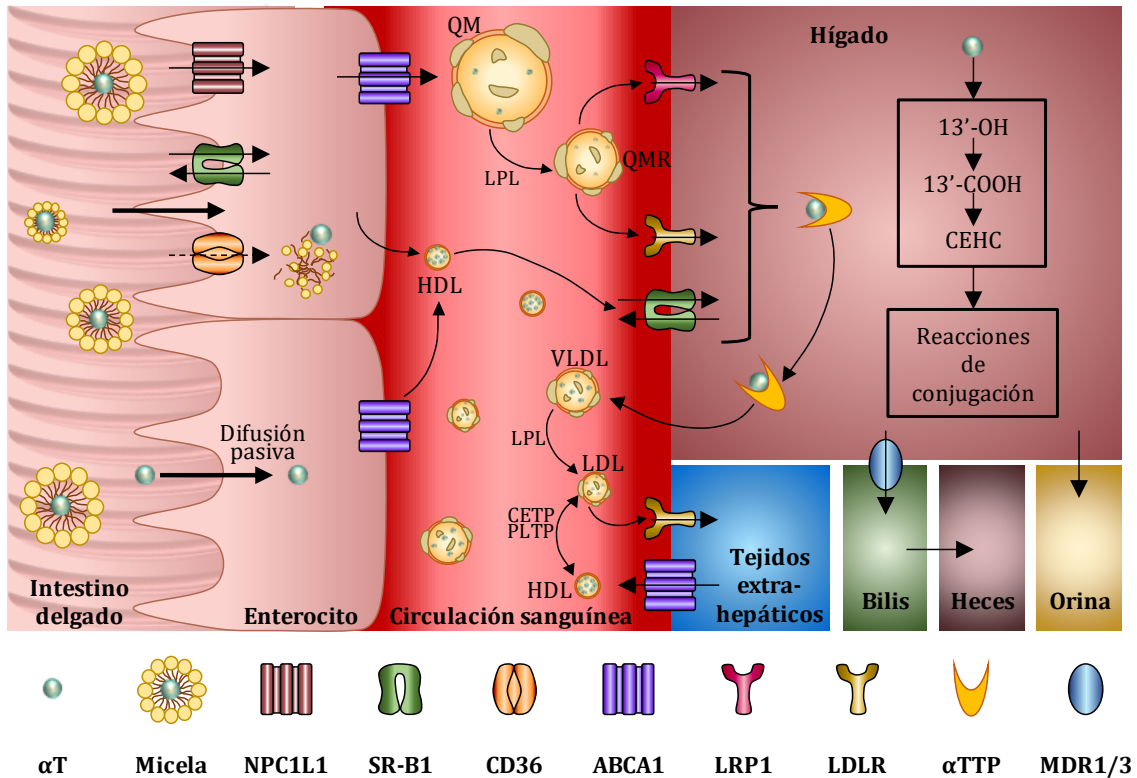 QM
Hígado
13’-OH
13’-COOH
CEHC
LPL
QMR
HDL
Reacciones
de
conjugación
VLDL
LPL
Difusión
pasiva
LDL
CETP
PLTP
HDL
Intestino
delgado
Enterocito
Circulación sanguínea
Tejidos
extra-
hepáticos
Bilis
Heces
Orina
αT
Micela
NPC1L1
SR-B1
CD36
ABCA1
LRP1
LDLR
αTTP
MDR1/3